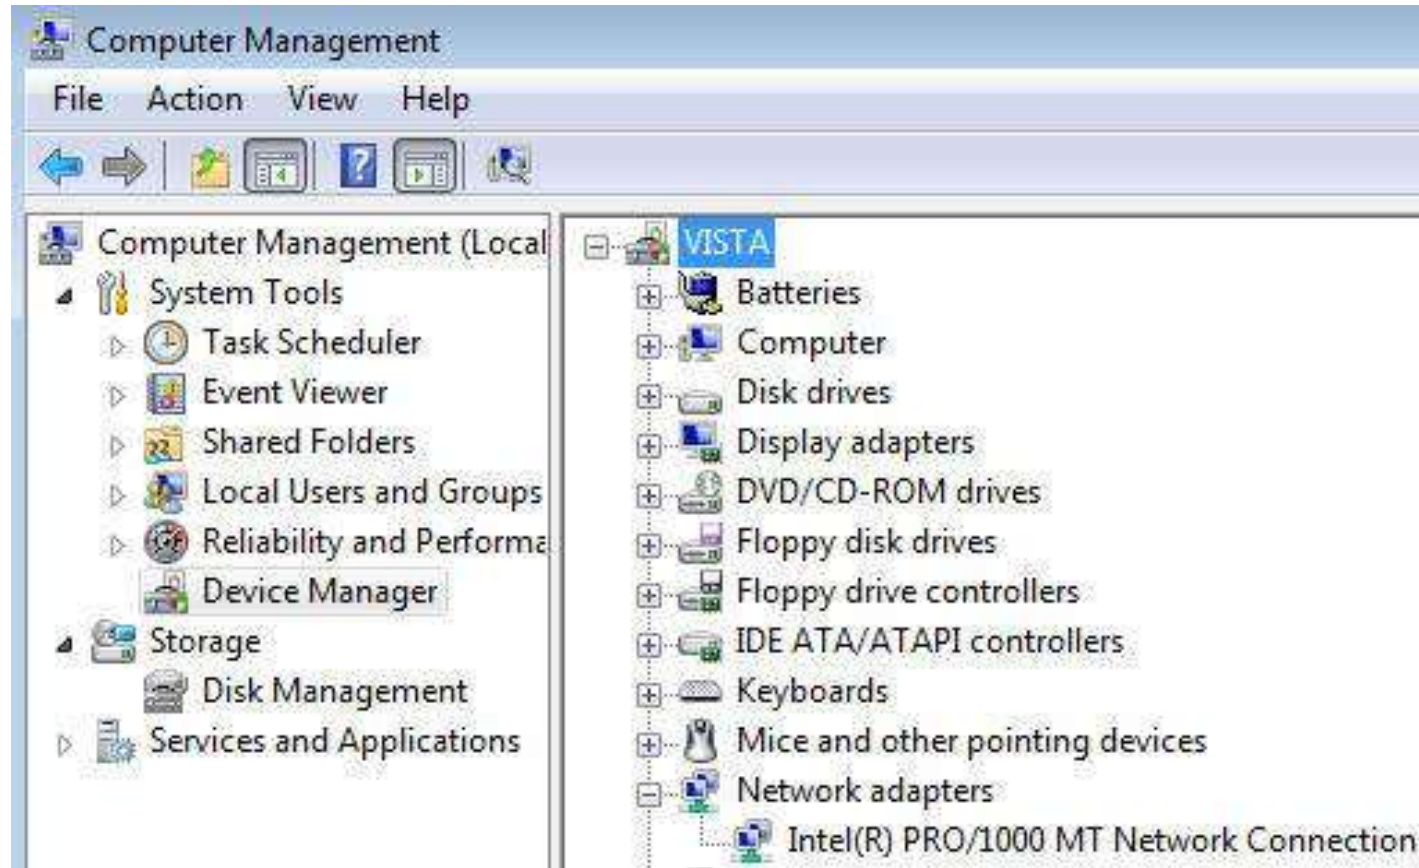 Computer Management
File Action View Help
Computer Management (Local
System Tools
Task Scheduler
Event Viewer
Shared Folders
Local Users and Groups
Reliability and Performa
Device Manager
Storage
Disk Management
Services and Applications
VISTA
Batteries
Computer
Disk drives
Display adapters
DVD/CD-ROM drives
Floppy disk drives
Floppy drive controllers
IDE ATA/ATAPI controllers
Keyboards
Mice and other pointing devices
Network adapters
Intel(R) PRO/1000 MT Network Connection